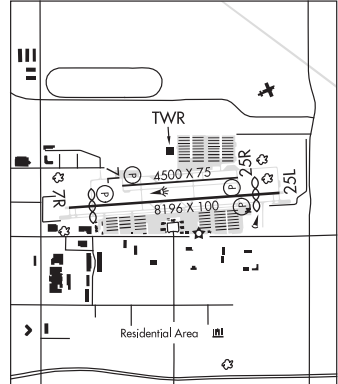 TWR
7L
P
4500 X 75
25R
7R
P
P
25L
8196 X 100
P
Residential Area